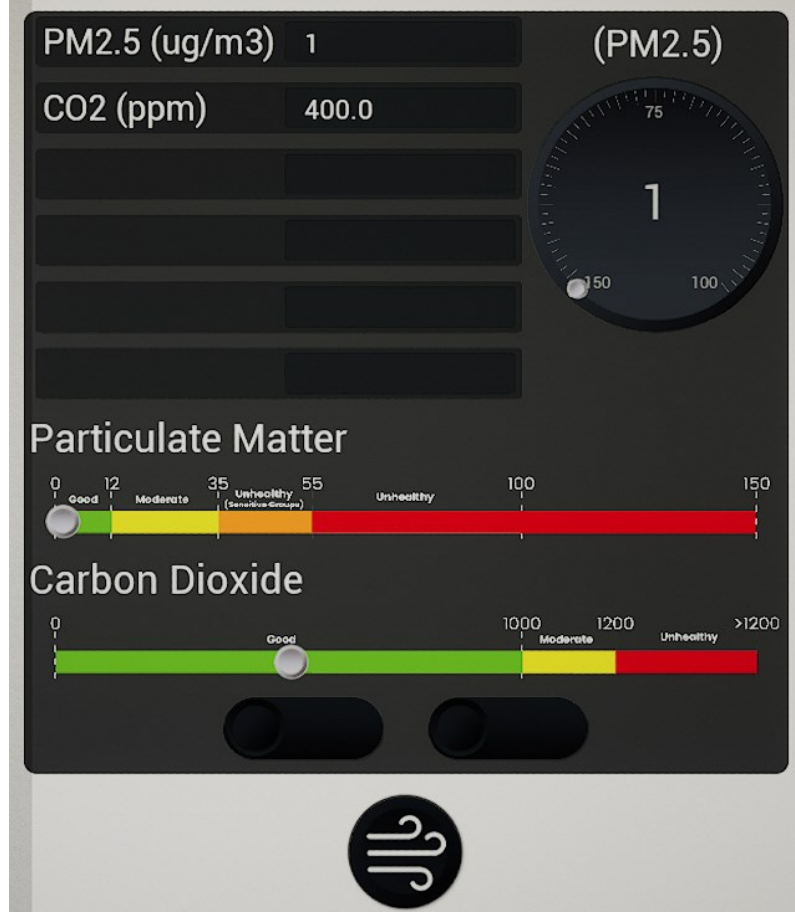 PM2.5 (ug/m3) 1
(PM2.5)
CO2 (ppm) 400.0
75
1
150 100
Particulate Matter
0 12 35 55 100 150
Good Moderate Unhealthy Unhealthy
(Sensitive Groups)
Carbon Dioxide
0 1000 1200 >1200
Good Moderate Unhealthy